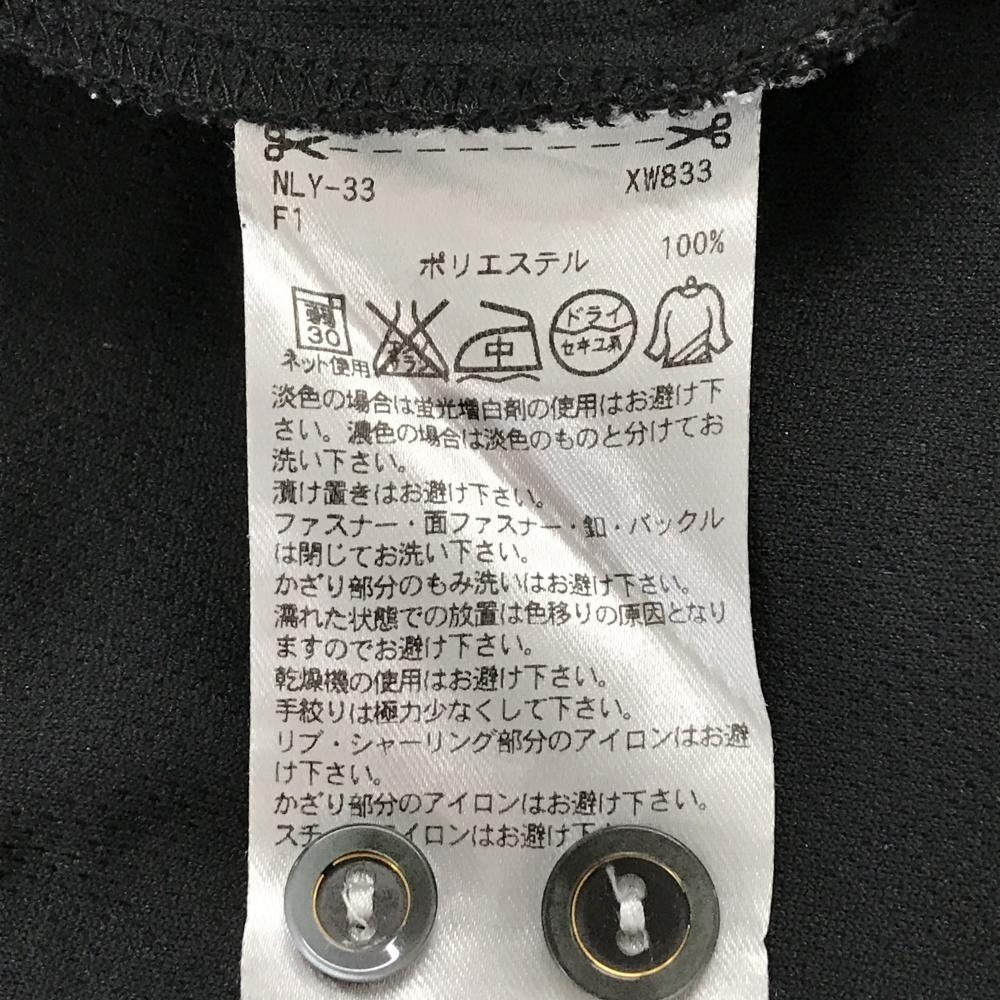 NLY-33 XW833
F1
ポリエステル 100%
弱
30
ネット使用
エンソ
サラシ
中
ドライ
セキユ系
淡色の場合は蛍光増白剤の使用はお避け下
さい。濃色の場合は淡色のものと分けてお
洗い下さい。
漬け置きはお避け下さい。
ファスナー・面ファスナー・釦・バックル
は閉じてお洗い下さい。
かざり部分のもみ洗いはお避け下さい。
濡れた状態での放置は色移りの原因となり
ますのでお避け下さい。
乾燥機の使用はお避け下さい。
手絞りは極力少なくして下さい。
リブ・シャーリング部分のアイロンはお避
け下さい。
かざり部分のアイロンはお避け下さい。
スチ イロンはお避け下